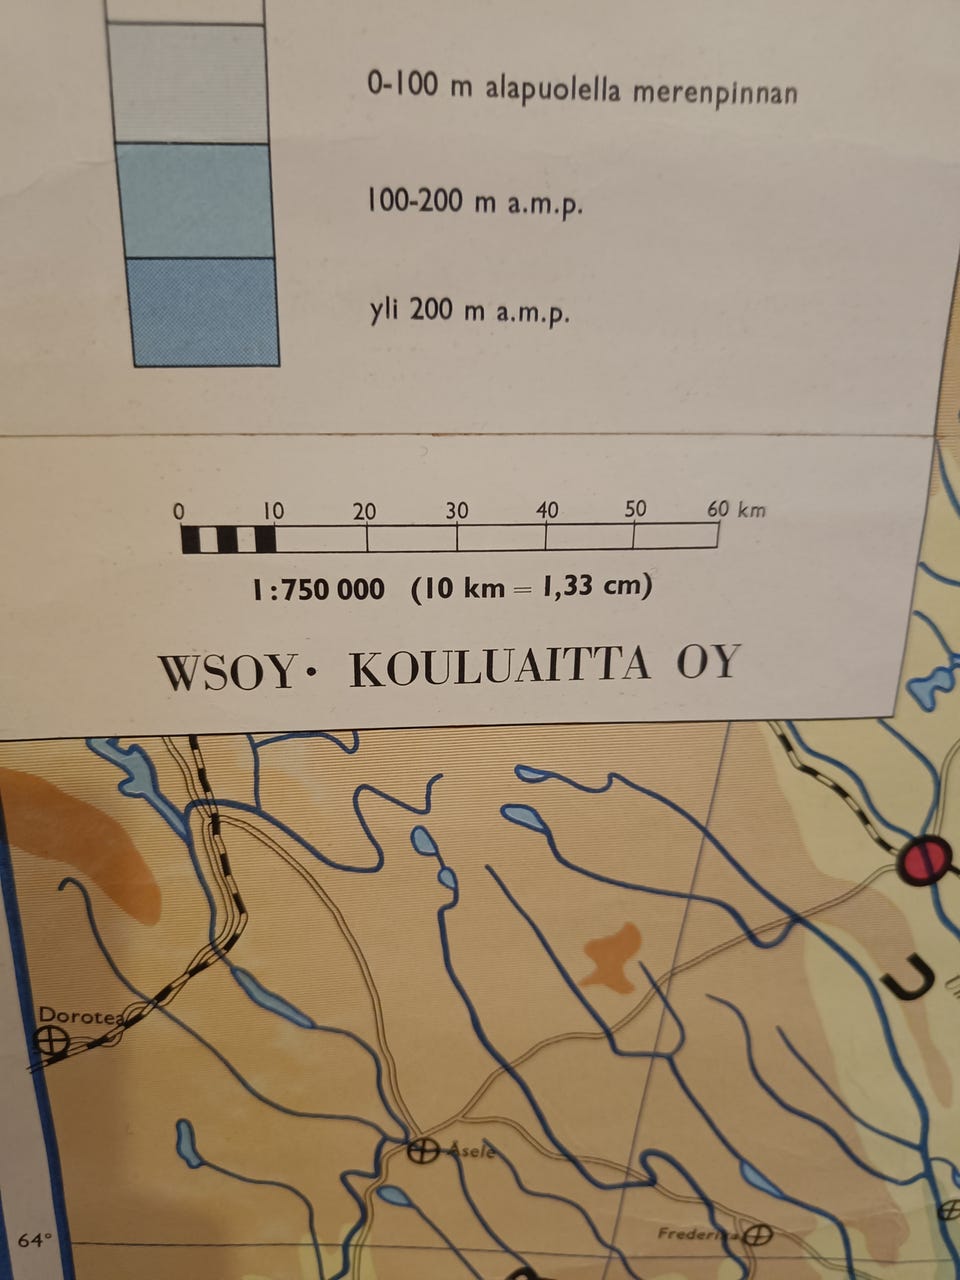 0-100 m alapuolella merenpinnan
100-200 m a.m.p.
yli 200 m a.m.p.
0 10 20 30 40 50 60 km
1:750 000 (10 km = 1,33 cm)
WSOY · KOULUAITTA OY
U
Dorotea
Åsele
64°